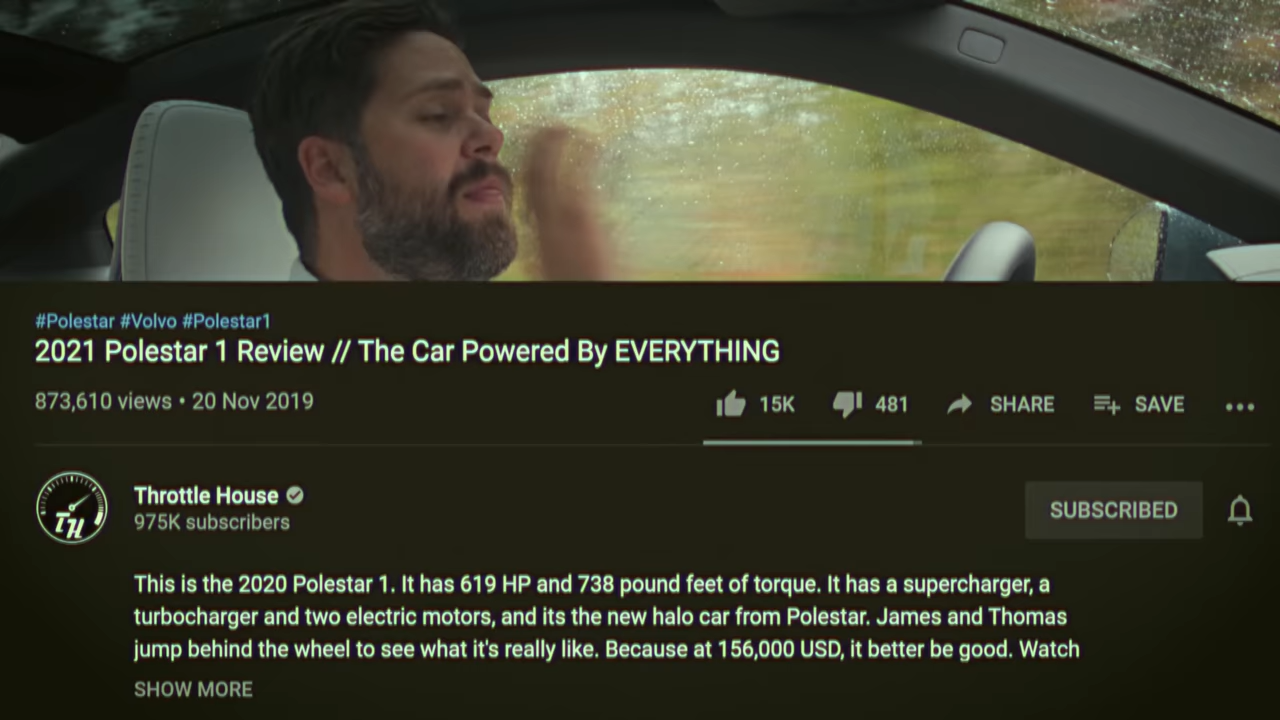 #Polestar #Volvo #Polestar1
2021 Polestar 1 Review // The Car Powered By EVERYTHING
873,610 views • 20 Nov 2019
15K 481 SHARE SAVE
TH
Throttle House
975K subscribers
SUBSCRIBED
This is the 2020 Polestar 1. It has 619 HP and 738 pound feet of torque. It has a supercharger, a
turbocharger and two electric motors, and its the new halo car from Polestar. James and Thomas
jump behind the wheel to see what it's really like. Because at 156,000 USD, it better be good. Watch
SHOW MORE